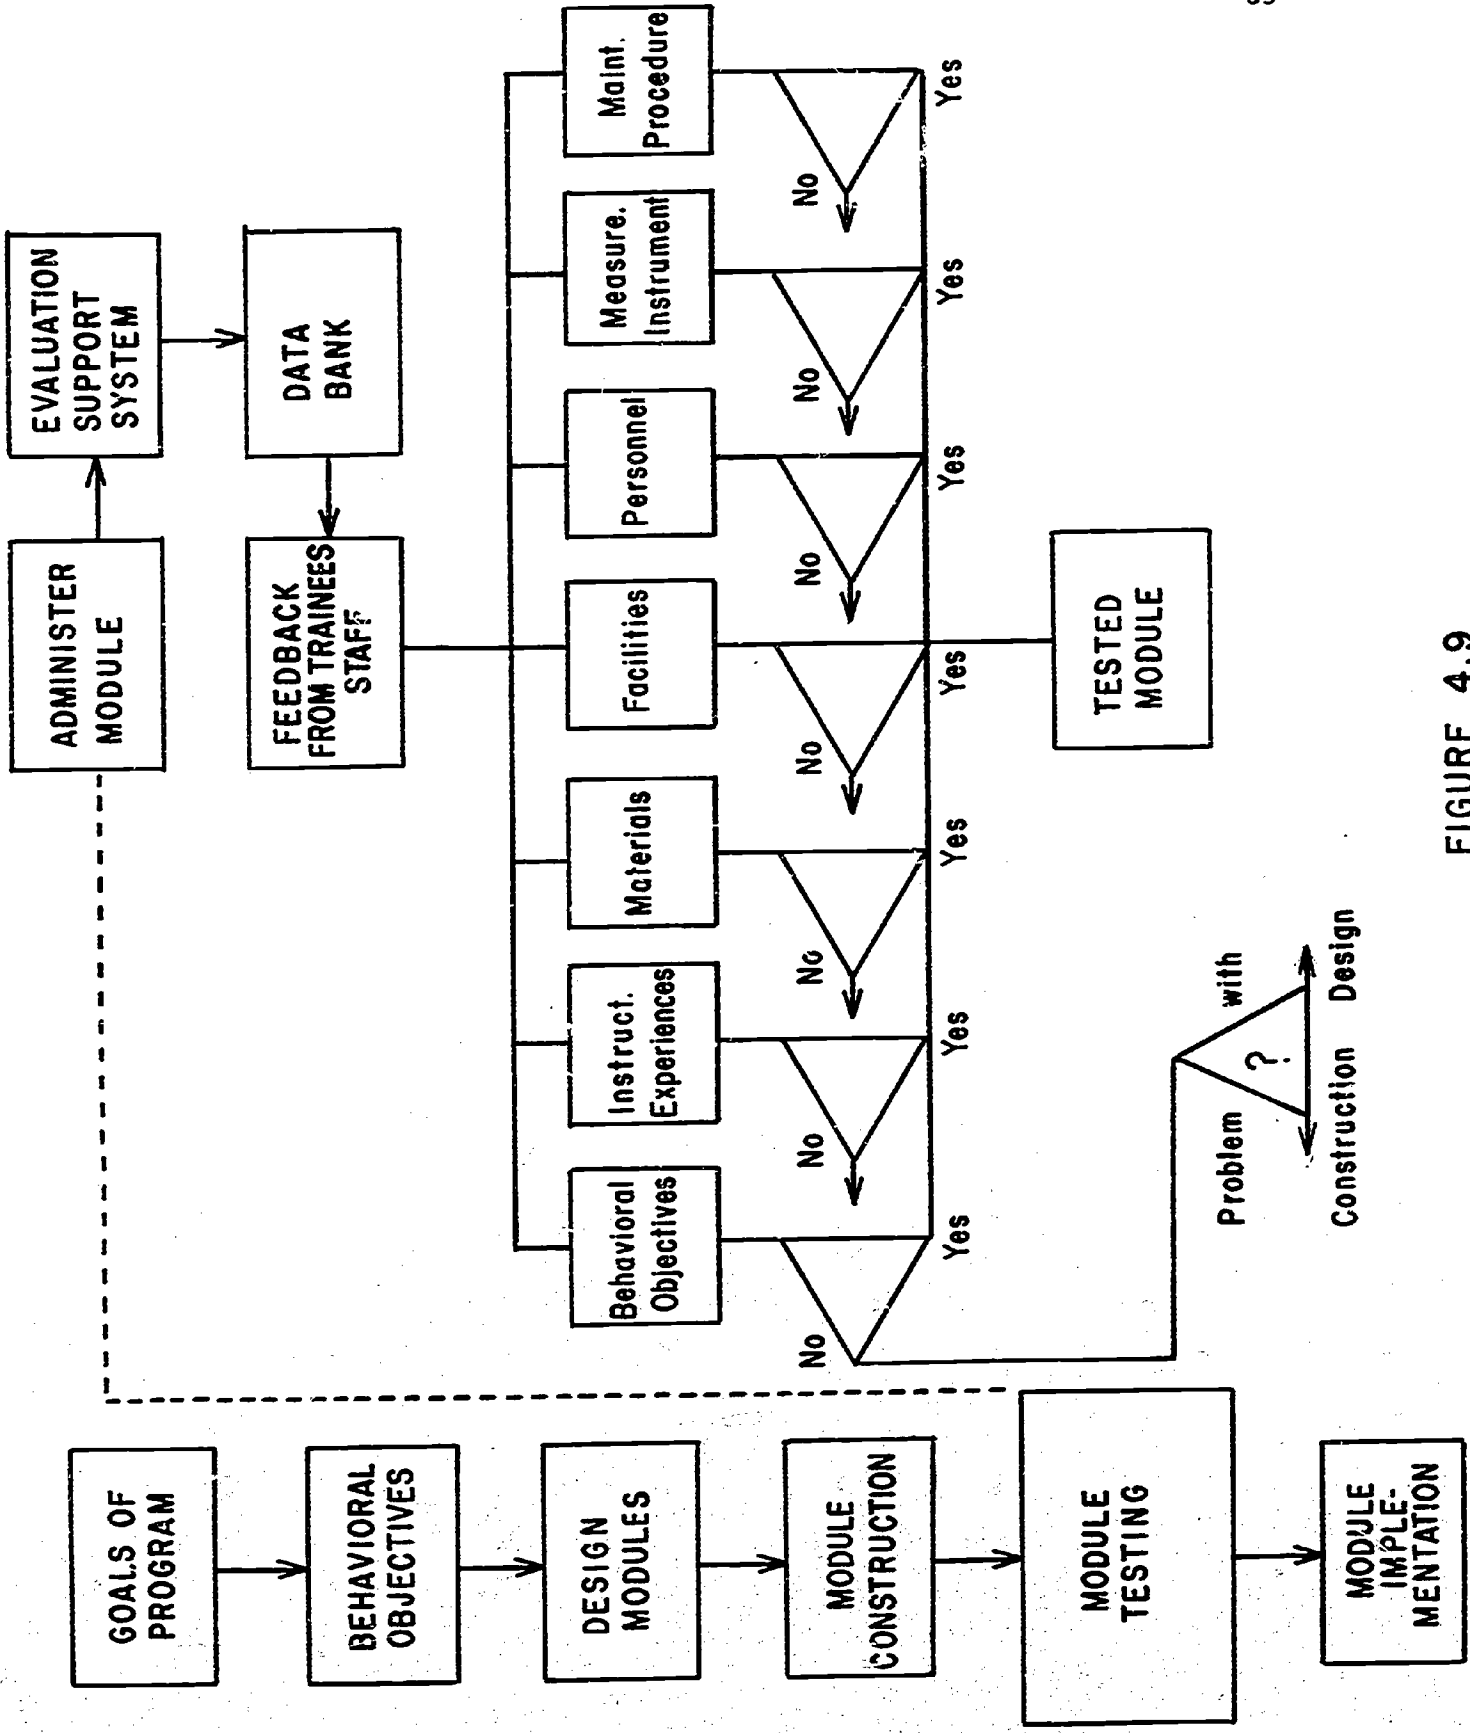 GOALS OF
PROGRAM
BEHAVIORAL
OBJECTIVES
DESIGN
MODULES
MODULE
CONSTRUCTION
MODULE
TESTING
MODULE
IMPLE-
MENTATION
ADMINISTER
MODULE
EVALUATION
SUPPORT
SYSTEM
DATA
BANK
FEEDBACK
FROM TRAINEES
STAFF
Behavioral
Objectives
Instruct.
Experiences
Materials
Facilities
Personnel
Measure.
Instrument
Maint.
Procedure
No
No
No
No
No
No
No
Yes
Yes
Yes
Yes
Yes
Yes
Yes
TESTED
MODULE
Problem with
?
Construction Design
FIGURE 4.9